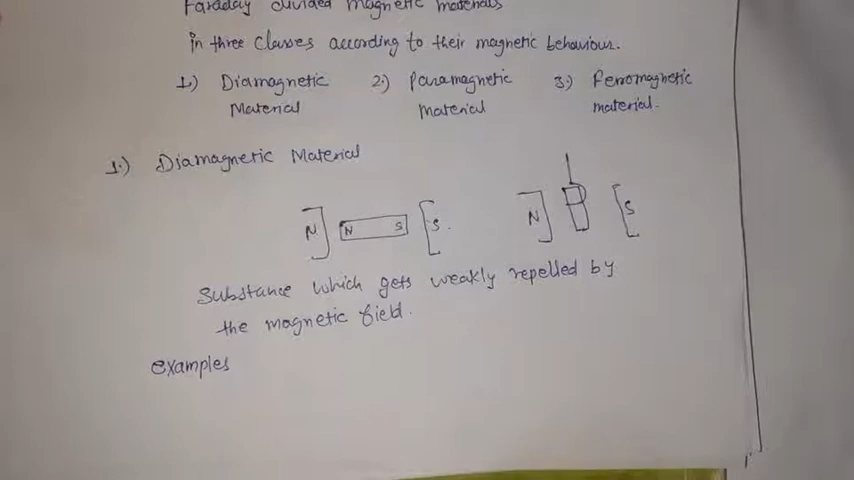 Faraday divided magnetic materials
in three classes according to their magnetic behaviour.
1.) Diamagnetic Material 2.) Paramagnetic material 3.) Ferromagnetic material.
1.) Diamagnetic Material
N] [N S] [S. N] [S
Substance which gets weakly repelled by
the magnetic field.
examples